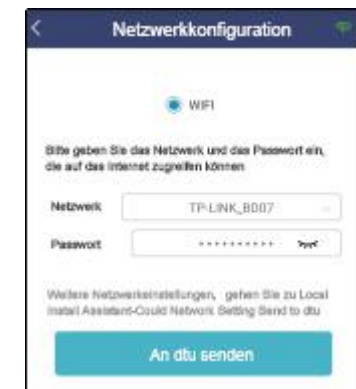 Netzwerkkonfiguration
WIFI
Bitte geben Sie das Netzwerk und das Passwort ein,
die auf das Internet zugreifen können
Netzwerk TP-LINK_BD07
Passwort **********
Weitere Netzwerkeinstellungen, gehen Sie zu Local
Install Assistant-Could Network Setting Send to dtu
An dtu senden